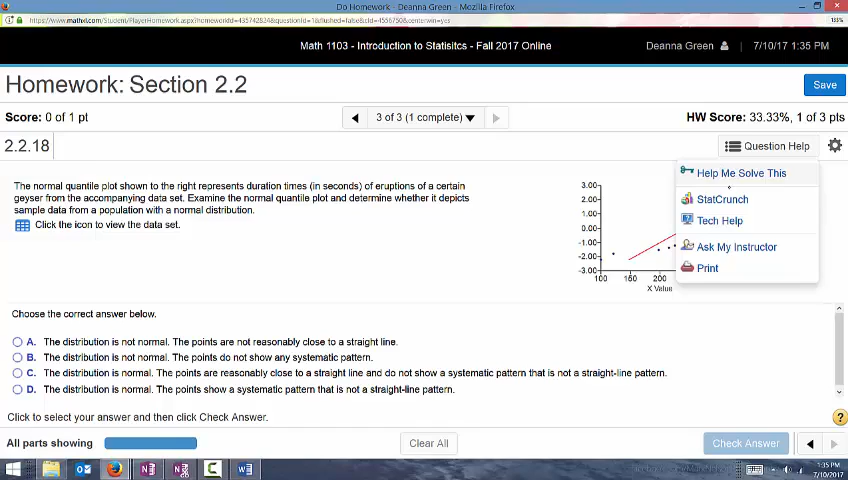 Do Homework - Deanna Green - Mozilla Firefox
133%
Math 1103 - Introduction to Statisitcs - Fall 2017 Online
Deanna Green
7/10/17 1:35 PM
Homework: Section 2.2
Save
Score: 0 of 1 pt
3 of 3 (1 complete)
HW Score: 33.33%, 1 of 3 pts
2.2.18
Question Help
Help Me Solve This
StatCrunch
Tech Help
Ask My Instructor
Print
The normal quantile plot shown to the right represents duration times (in seconds) of eruptions of a certain
geyser from the accompanying data set. Examine the normal quantile plot and determine whether it depicts
sample data from a population with a normal distribution.
Click the icon to view the data set.
3.00
2.00
1.00
0.00
-1.00
-2.00
-3.00
100 150 200
X Value
Choose the correct answer below.
A. The distribution is not normal. The points are not reasonably close to a straight line.
B. The distribution is not normal. The points do not show any systematic pattern.
C. The distribution is normal. The points are reasonably close to a straight line and do not show a systematic pattern that is not a straight-line pattern.
D. The distribution is normal. The points show a systematic pattern that is not a straight-line pattern.
Click to select your answer and then click Check Answer.
?
All parts showing
Clear All
Check Answer
1:35 PM
7/10/2017